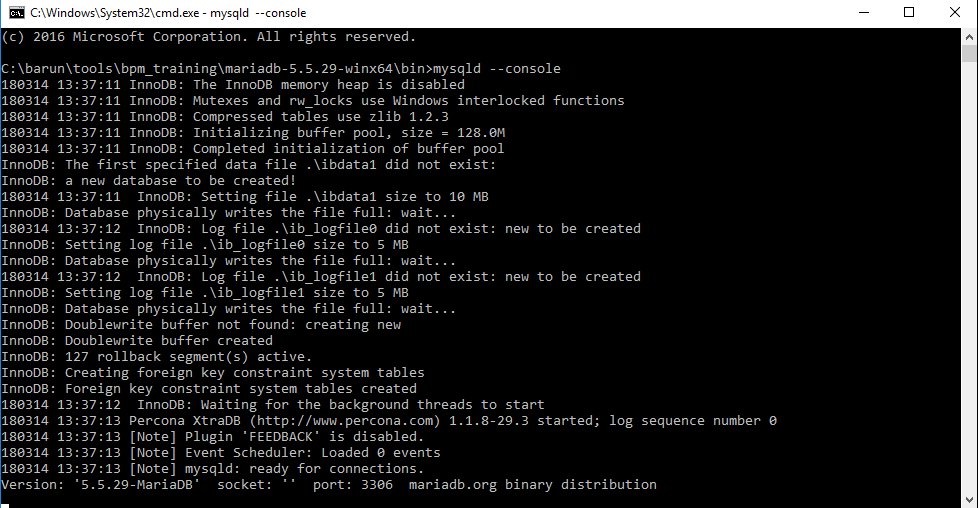 C:\Windows\System32\cmd.exe - mysqld --console
(c) 2016 Microsoft Corporation. All rights reserved.
C:\barun\tools\bpm_training\mariadb-5.5.29-winx64\bin>mysqld --console
180314 13:37:11 InnoDB: The InnoDB memory heap is disabled
180314 13:37:11 InnoDB: Mutexes and rw_locks use Windows interlocked functions
180314 13:37:11 InnoDB: Compressed tables use zlib 1.2.3
180314 13:37:11 InnoDB: Initializing buffer pool, size = 128.0M
180314 13:37:11 InnoDB: Completed initialization of buffer pool
InnoDB: The first specified data file .\ibdata1 did not exist:
InnoDB: a new database to be created!
180314 13:37:11  InnoDB: Setting file .\ibdata1 size to 10 MB
InnoDB: Database physically writes the file full: wait...
180314 13:37:12  InnoDB: Log file .\ib_logfile0 did not exist: new to be created
InnoDB: Setting log file .\ib_logfile0 size to 5 MB
InnoDB: Database physically writes the file full: wait...
180314 13:37:12  InnoDB: Log file .\ib_logfile1 did not exist: new to be created
InnoDB: Setting log file .\ib_logfile1 size to 5 MB
InnoDB: Database physically writes the file full: wait...
InnoDB: Doublewrite buffer not found: creating new
InnoDB: Doublewrite buffer created
InnoDB: 127 rollback segment(s) active.
InnoDB: Creating foreign key constraint system tables
InnoDB: Foreign key constraint system tables created
180314 13:37:12  InnoDB: Waiting for the background threads to start
180314 13:37:13 Percona XtraDB (http://www.percona.com) 1.1.8-29.3 started; log sequence number 0
180314 13:37:13 [Note] Plugin 'FEEDBACK' is disabled.
180314 13:37:13 [Note] Event Scheduler: Loaded 0 events
180314 13:37:13 [Note] mysqld: ready for connections.
Version: '5.5.29-MariaDB'  socket: ''  port: 3306  mariadb.org binary distribution